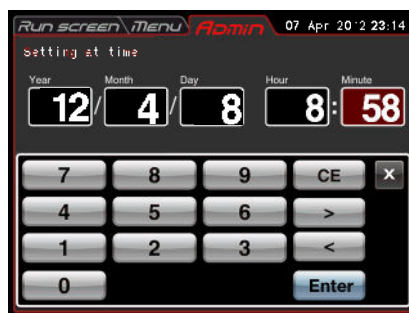 Run screen Menu Admin 07 Apr 2012 23:14
Setting at time
Year Month Day Hour Minute
12/ 4/ 8 8:58
7 8 9 CE X
4 5 6 >
1 2 3 <
0 Enter